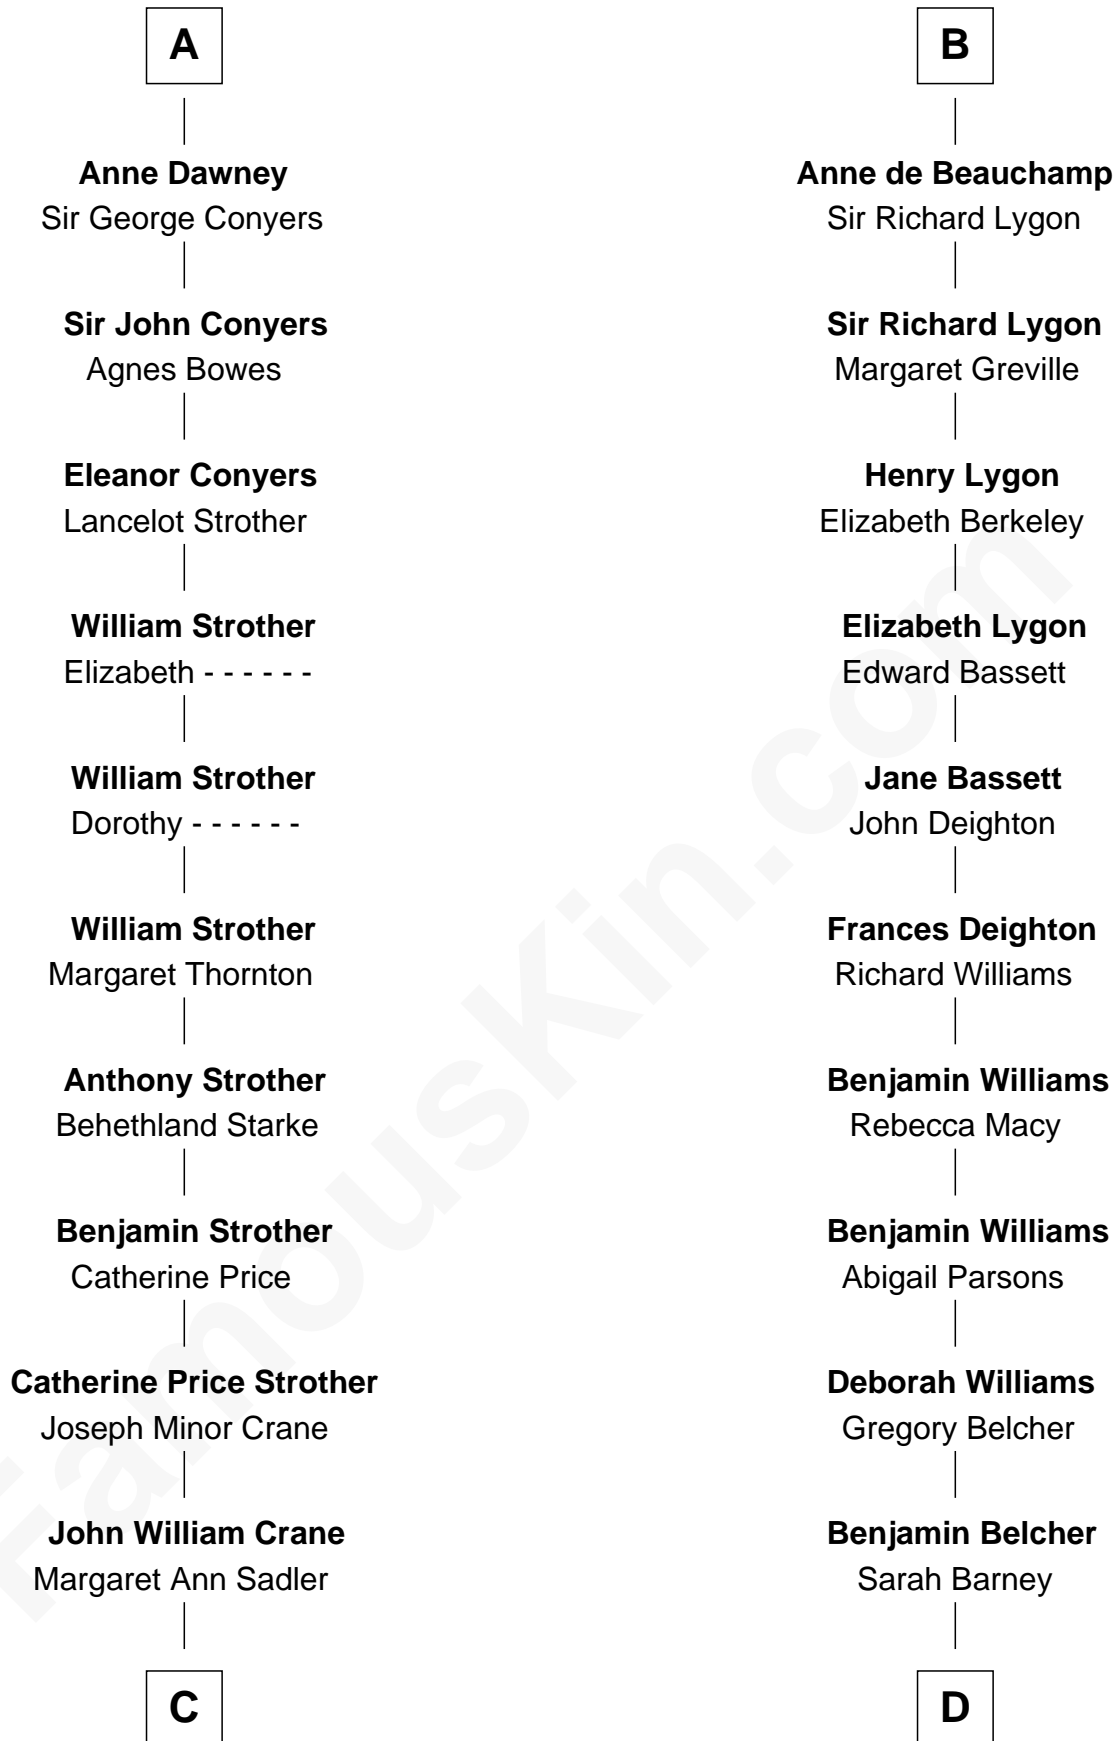 A
Anne Dawney
Sir George Conyers
Sir John Conyers
Agnes Bowes
Eleanor Conyers
Lancelot Strother
William Strother
Elizabeth - - - - - -
William Strother
Dorothy - - - - - -
William Strother
Margaret Thornton
Anthony Strother
Behethland Starke
Benjamin Strother
Catherine Price
Catherine Price Strother
Joseph Minor Crane
John William Crane
Margaret Ann Sadler
C
B
Anne de Beauchamp
Sir Richard Lygon
Sir Richard Lygon
Margaret Greville
Henry Lygon
Elizabeth Berkeley
Elizabeth Lygon
Edward Bassett
Jane Bassett
John Deighton
Frances Deighton
Richard Williams
Benjamin Williams
Rebecca Macy
Benjamin Williams
Abigail Parsons
Deborah Williams
Gregory Belcher
Benjamin Belcher
Sarah Barney
D
FamousKin.com